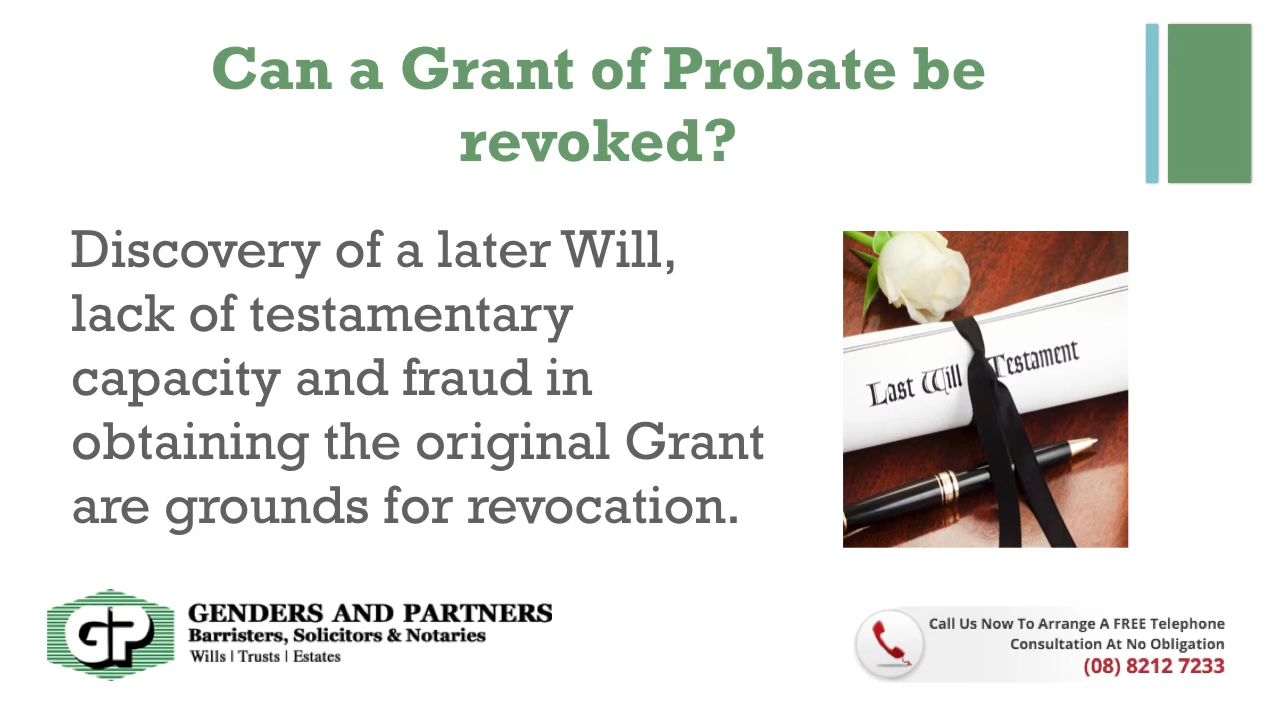 Can a Grant of Probate be
revoked?
Discovery of a later Will,
lack of testamentary
capacity and fraud in
obtaining the original Grant
are grounds for revocation.
Last Will Testament
GP
GENDERS AND PARTNERS
Barristers, Solicitors & Notaries
Wills | Trusts | Estates
Call Us Now To Arrange A FREE Telephone
Consultation At No Obligation
(08) 8212 7233